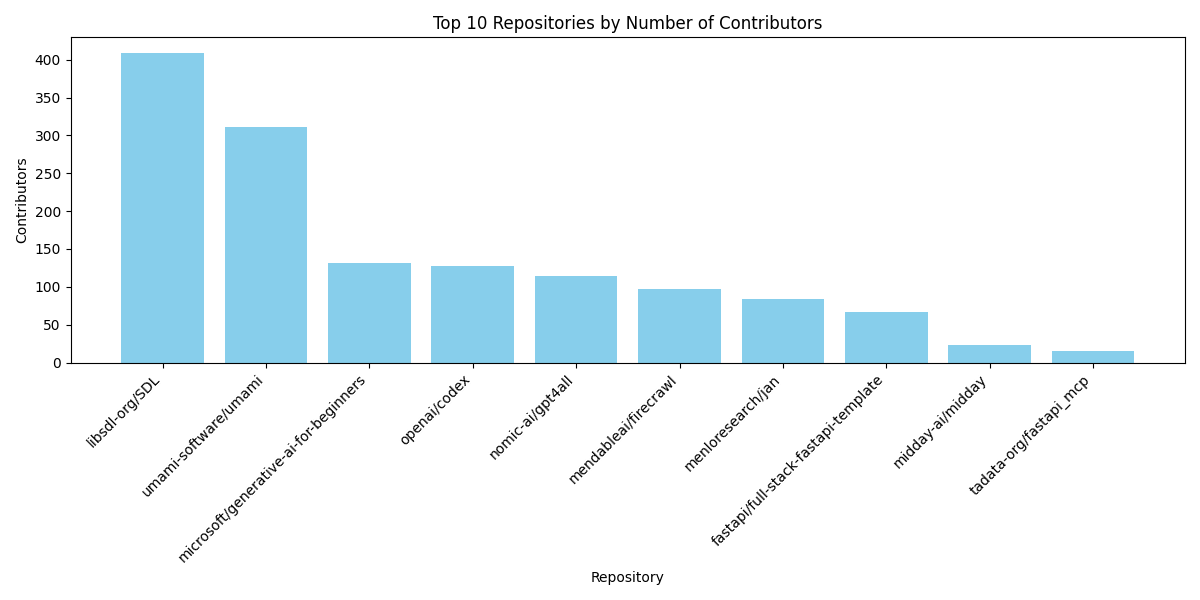 Top 10 Repositories by Number of Contributors
Contributors
400
350
300
250
200
150
100
50
0
libsdl-org/SDL
umami-software/umami
microsoft/generative-ai-for-beginners
openai/codex
nomic-ai/gpt4all
mendableai/firecrawl
menloresearch/jan
fastapi/full-stack-fastapi-template
midday-ai/midday
tadata-org/fastapi_mcp
Repository